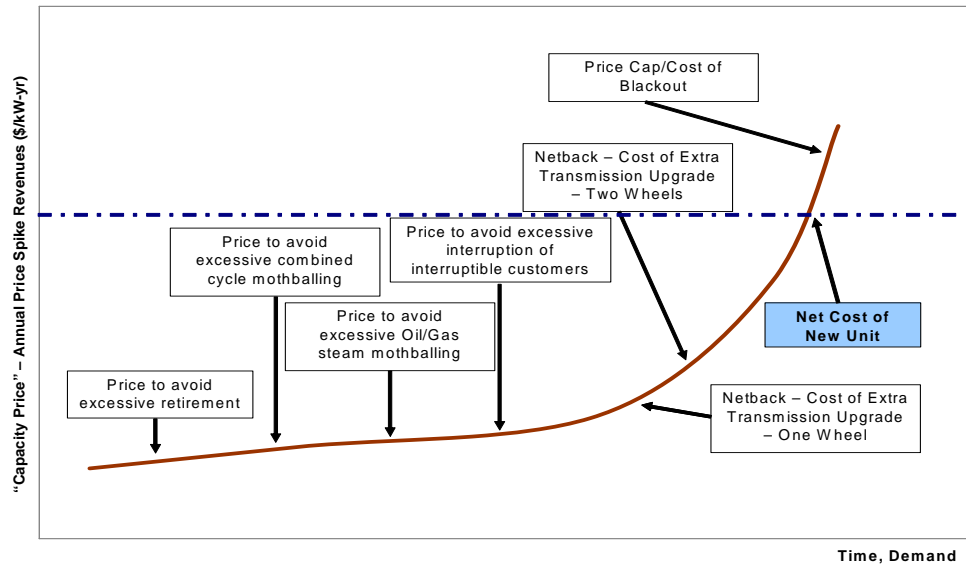 Price Cap/Cost of
Blackout
Netback – Cost of Extra
Transmission Upgrade
– Two Wheels
Price to avoid
excessive combined
cycle mothballing
Price to avoid excessive
interruption of
interruptible customers
Price to avoid
excessive Oil/Gas
steam mothballing
Net Cost of
New Unit
Price to avoid
excessive retirement
Netback – Cost of Extra
Transmission Upgrade
– One Wheel
"Capacity Price" – Annual Price Spike Revenues ($/kW-yr)
Time, Demand